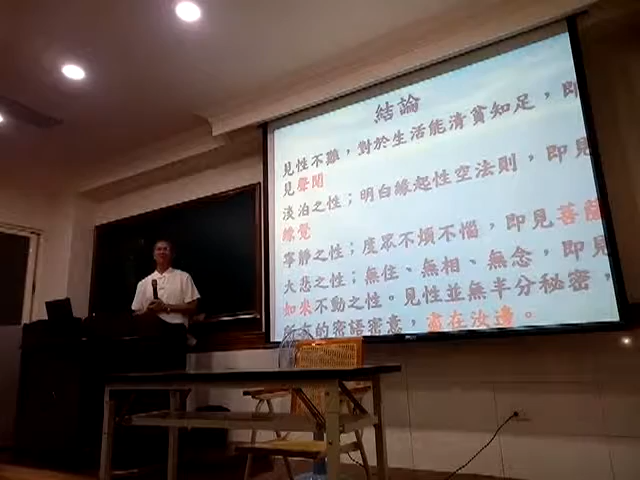 結論
見性不難，對於生活能清貧知足，即
見聲聞
淡泊之性；明白緣起性空法則，即見
緣覺
寧靜之性；度眾不煩不惱，即見菩薩
大悲之性；無住、無相、無念，即見
如來不動之性。見性並無半分秘密，
所有的密語密意，盡在汝邊。